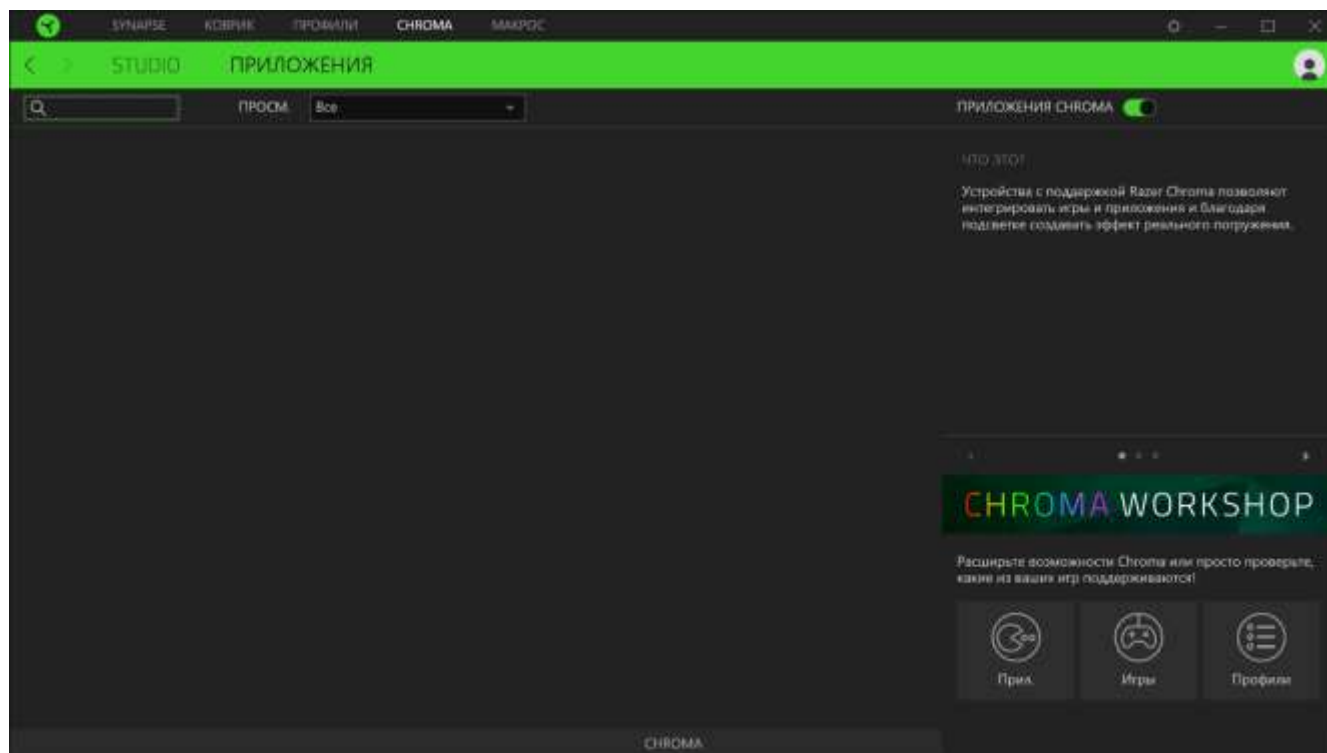 SYNAPSE КОВРИК ПРОФИЛИ CHROMA МАКРОС
STUDIO ПРИЛОЖЕНИЯ
ПРОСМ. Все ПРИЛОЖЕНИЯ CHROMA
ЧТО ЭТО?
Устройства с поддержкой Razer Chroma позволяют
интегрировать игры и приложения и благодаря
подсветке создавать эффект реального погружения.
CHROMA WORKSHOP
Расширьте возможности Chroma или просто проверьте,
какие из ваших игр поддерживаются!
Прил. Игры Профили
CHROMA